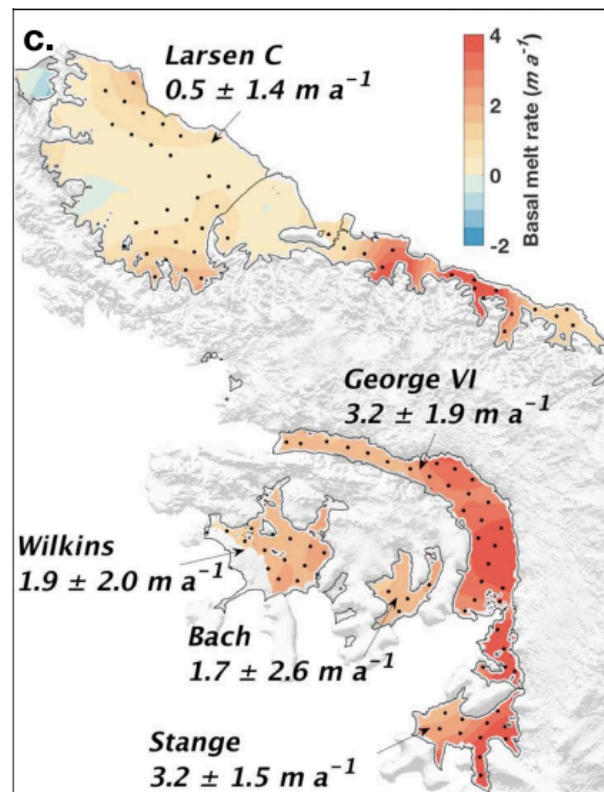 c.
Larsen C
0.5 ± 1.4 m a⁻¹
4
2
0
-2
Basal melt rate (m a⁻¹)
George VI
3.2 ± 1.9 m a⁻¹
Wilkins
1.9 ± 2.0 m a⁻¹
Bach
1.7 ± 2.6 m a⁻¹
Stange
3.2 ± 1.5 m a⁻¹